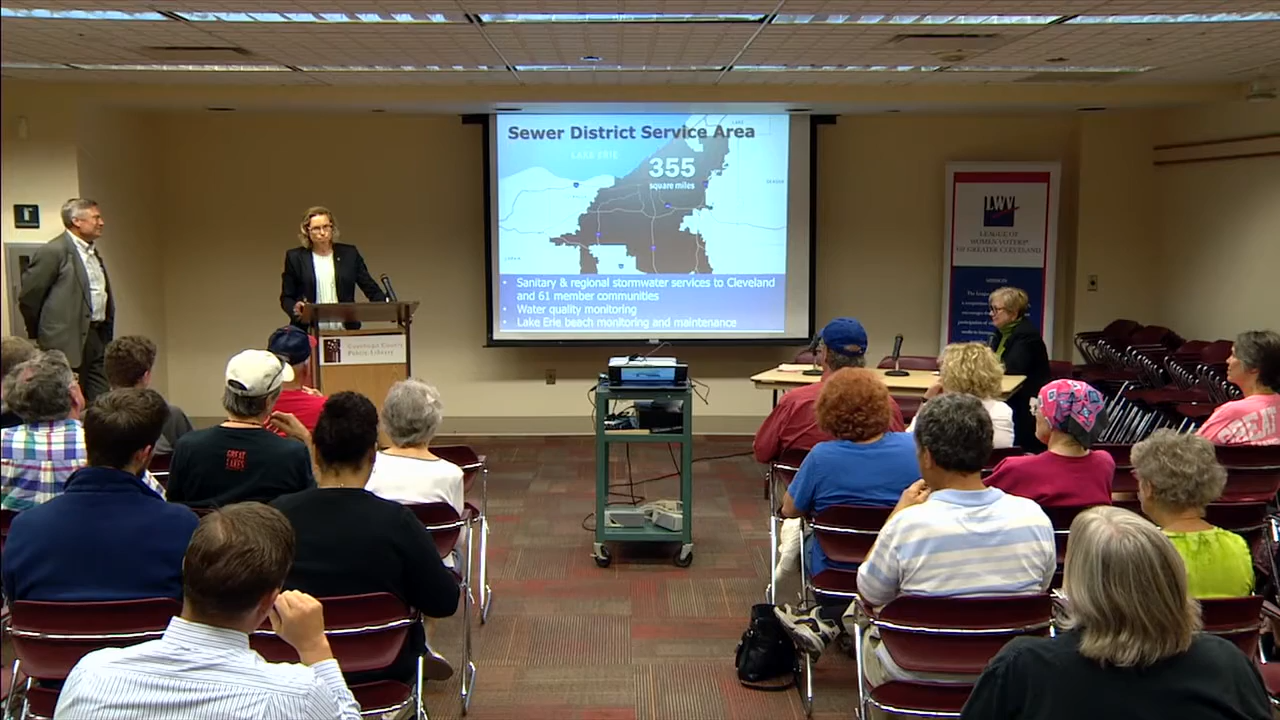 Sewer District Service Area
LAKE ERIE
LAKE
355
square miles
• Sanitary & regional stormwater services to Cleveland
and 61 member communities
• Water quality monitoring
• Lake Erie beach monitoring and maintenance
LWV
LEAGUE OF
WOMEN VOTERS®
OF GREATER CLEVELAND
Cuyahoga County
Public Library
GREAT
LAKES
GREAT